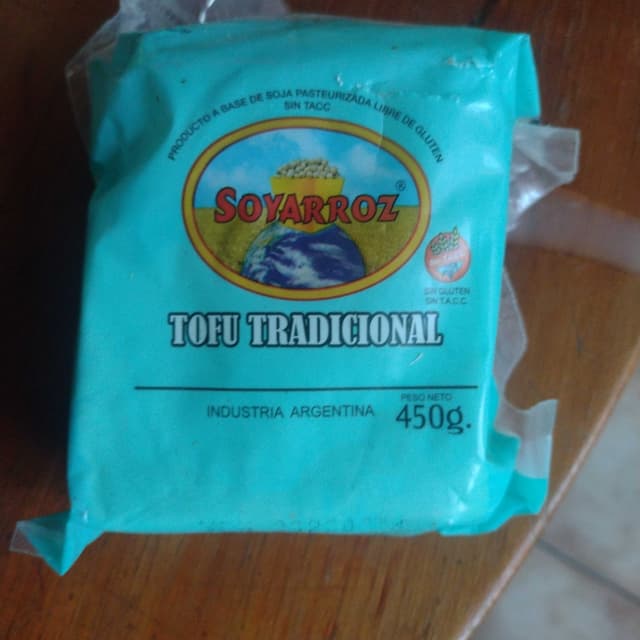 PRODUCTO A BASE DE SOJA PASTEURIZADA LIBRE DE GLUTEN
SIN TACC
SOYARROZ®
SIN GLUTEN
SIN T.A.C.C.
TOFU TRADICIONAL
INDUSTRIA ARGENTINA
PESO NETO
450g.